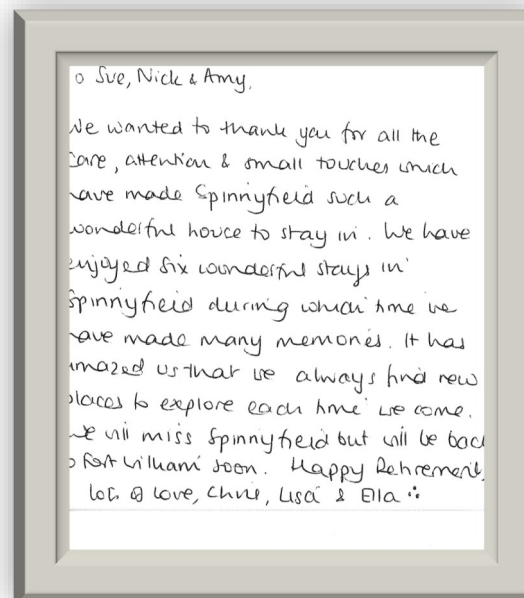 o Sue, Nick & Amy,
We wanted to thank you for all the
care, attention & small touches which
have made Spinnyfield such a
wonderful house to stay in. We have
enjoyed six wonderful stays in
Spinnyfield during which time we
have made many memories. It has
amazed us that we always find new
places to explore each time we come.
We will miss Spinnyfield but will be back
o Fort William soon. Happy Retirement,
Lots of love, Chris, Lisa & Ella